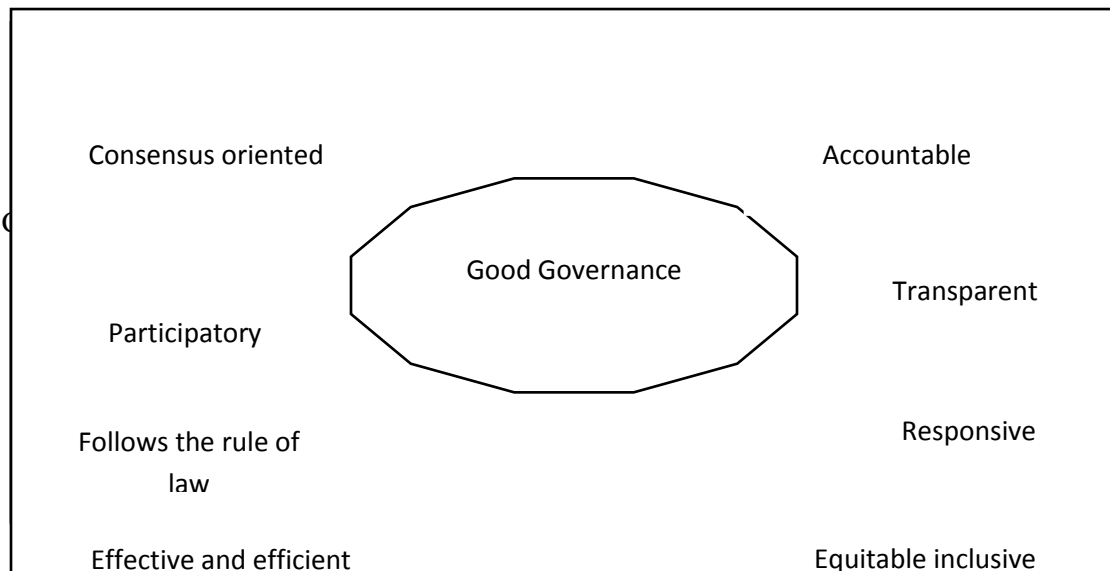 Consensus oriented
Accountable
Good Governance
Transparent
Participatory
Responsive
Follows the rule of
law
Effective and efficient
Equitable inclusive